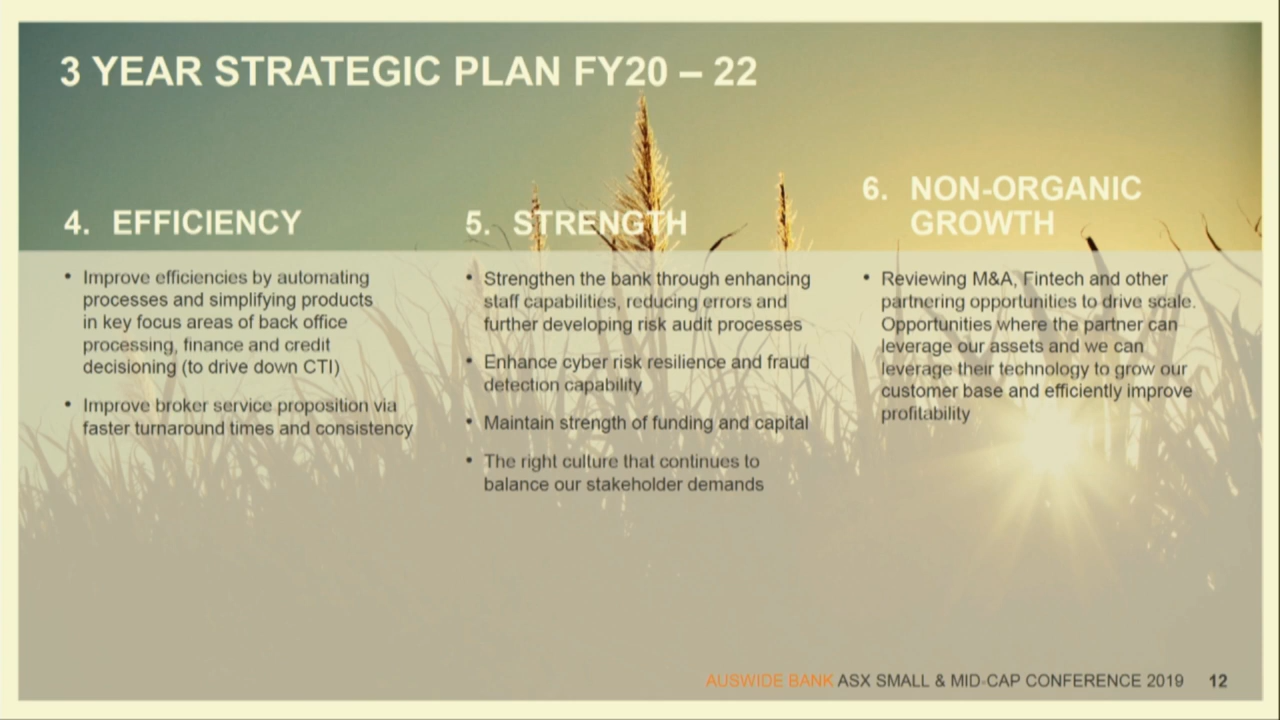 3 YEAR STRATEGIC PLAN FY20 – 22
4. EFFICIENCY
• Improve efficiencies by automating
processes and simplifying products
in key focus areas of back office
processing, finance and credit
decisioning (to drive down CTI)
• Improve broker service proposition via
faster turnaround times and consistency
5. STRENGTH
• Strengthen the bank through enhancing
staff capabilities, reducing errors and
further developing risk audit processes
• Enhance cyber risk resilience and fraud
detection capability
• Maintain strength of funding and capital
• The right culture that continues to
balance our stakeholder demands
6. NON-ORGANIC
GROWTH
• Reviewing M&A, Fintech and other
partnering opportunities to drive scale.
Opportunities where the partner can
leverage our assets and we can
leverage their technology to grow our
customer base and efficiently improve
profitability
AUSWIDE BANK ASX SMALL & MID-CAP CONFERENCE 2019 12